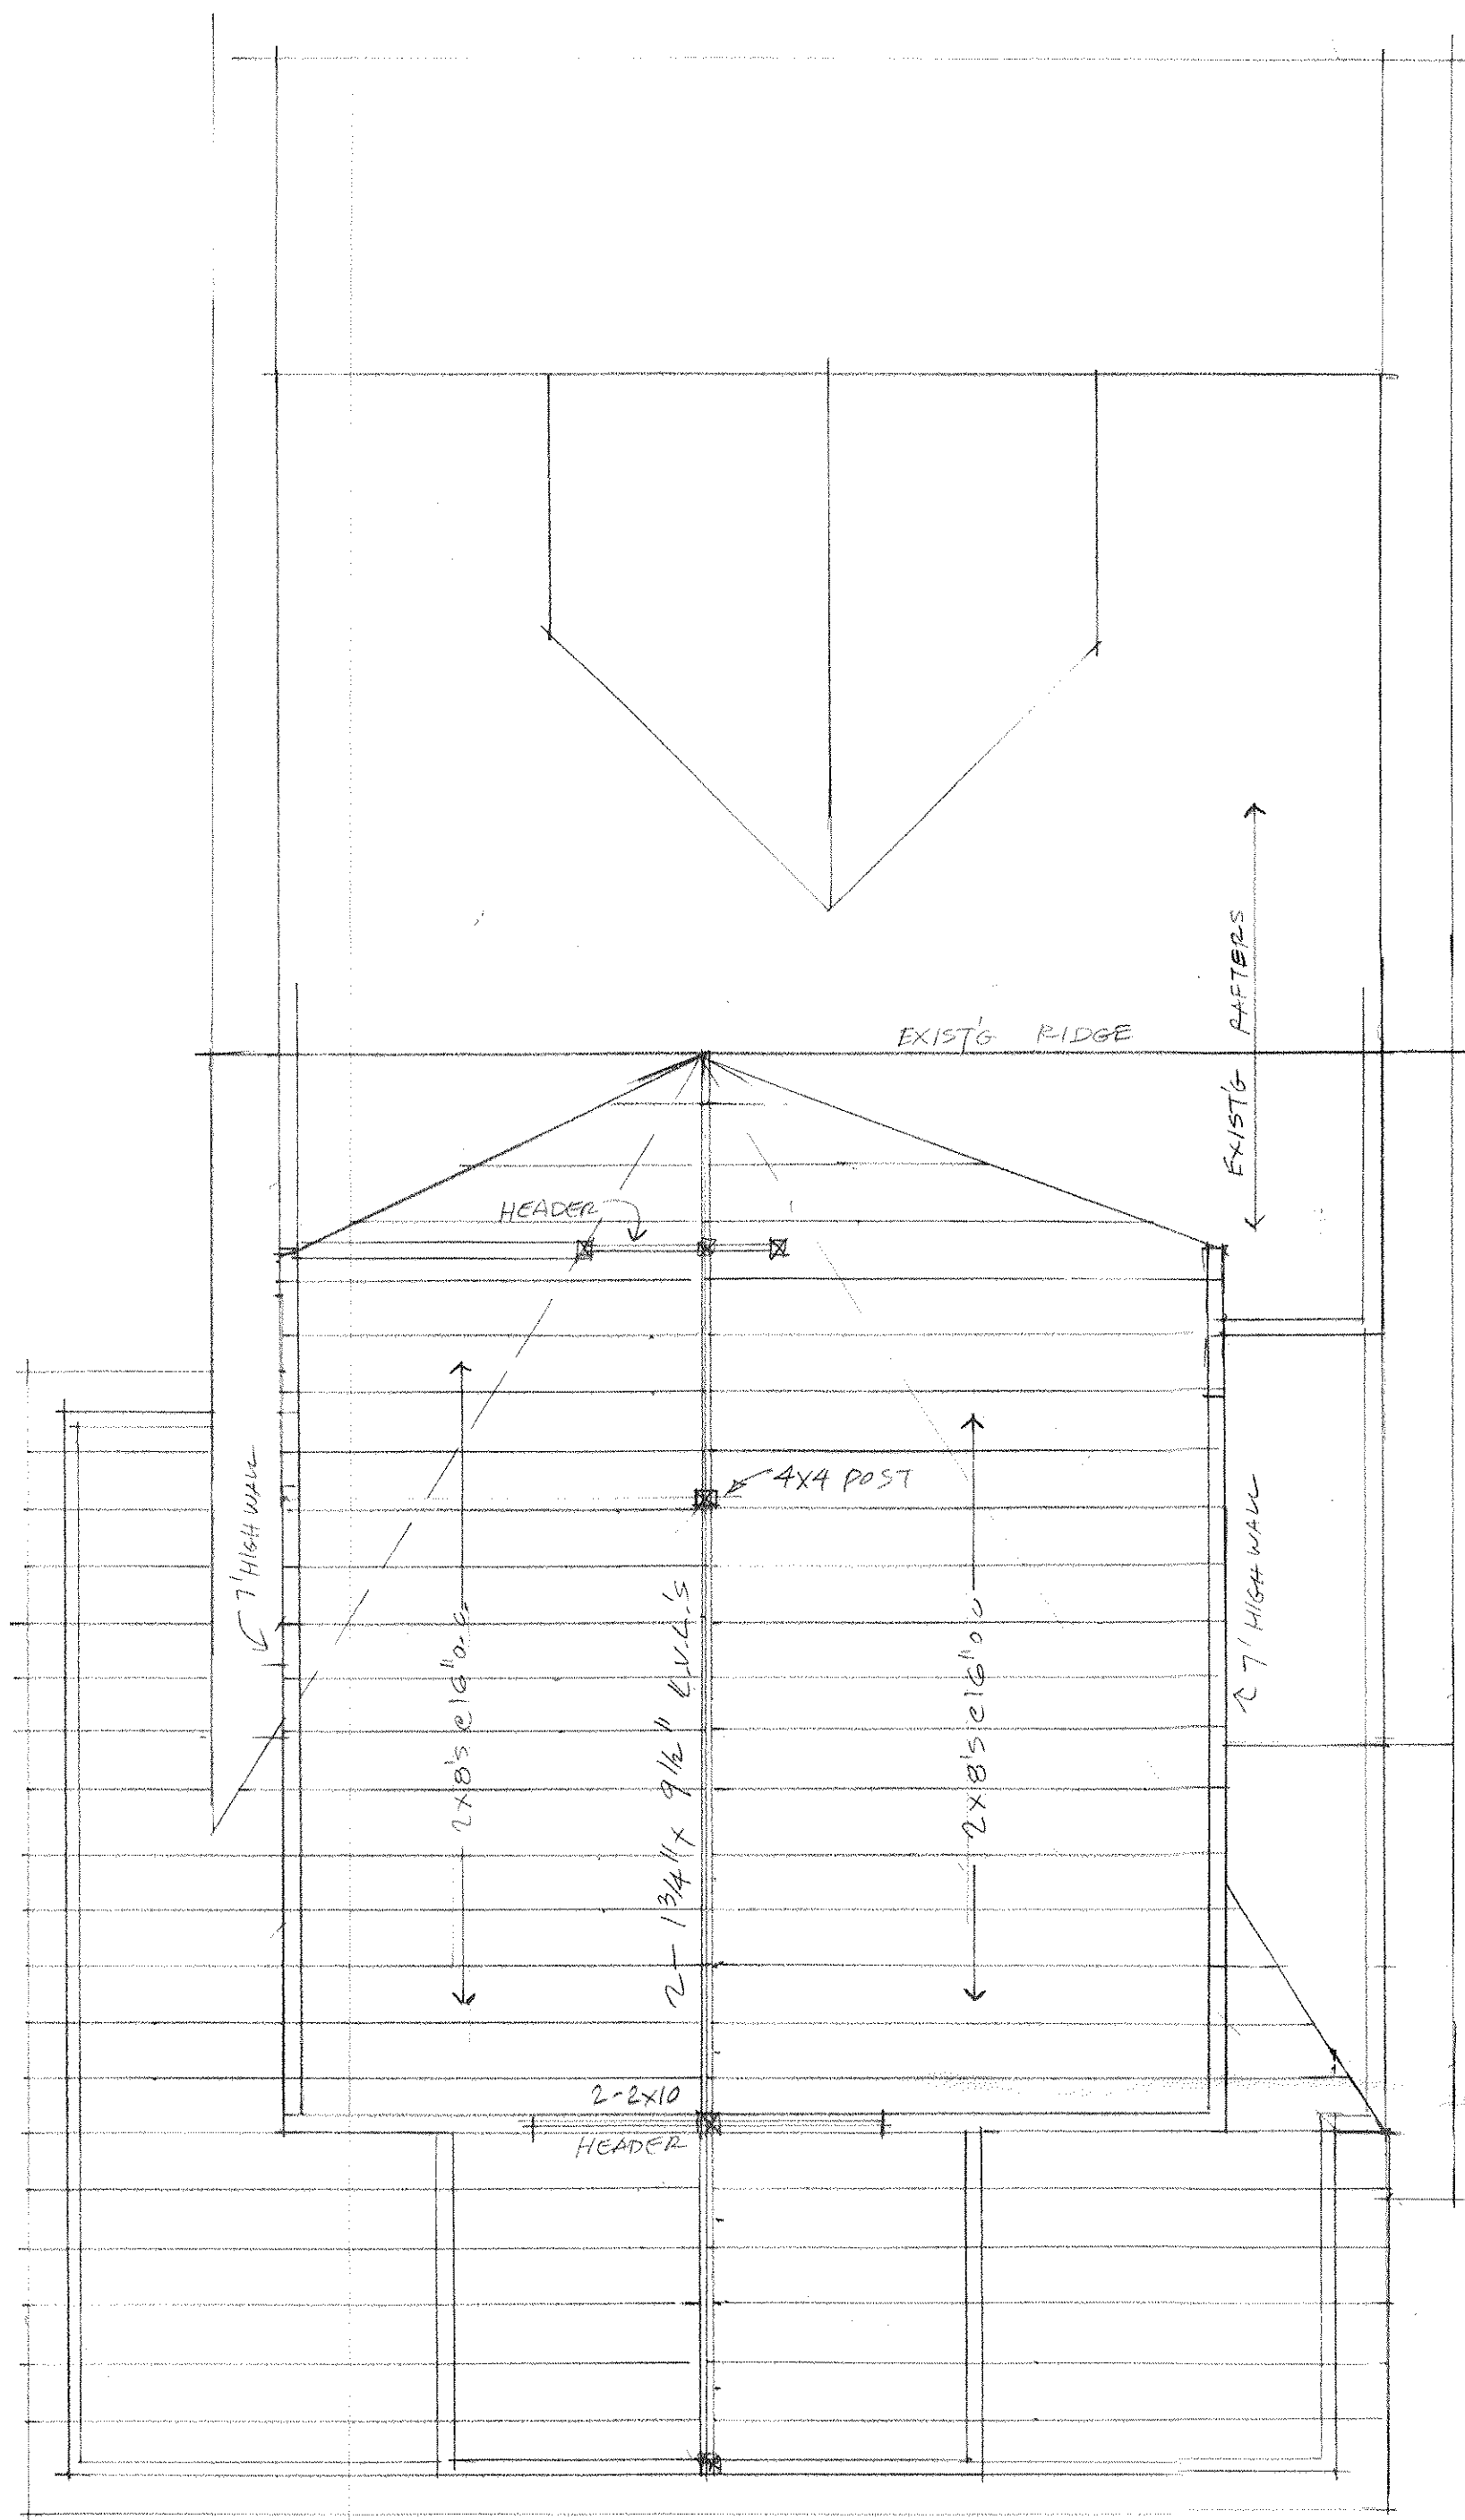 EXIST'G RIDGE
EXIST'G RAFTERS
HEADER
4X4 POST
7' HIGH WALL
7' HIGH WALL
2X8'S @ 16" O.C.
2- 1 3/4" X 9 1/2" L.V.L.'S
2X8'S @ 16" O.C.
2-2X10
HEADER